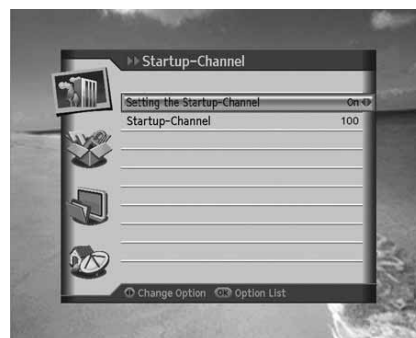 Startup-Channel
Setting the Startup-Channel On
Startup-Channel 100
Change Option OK Option List